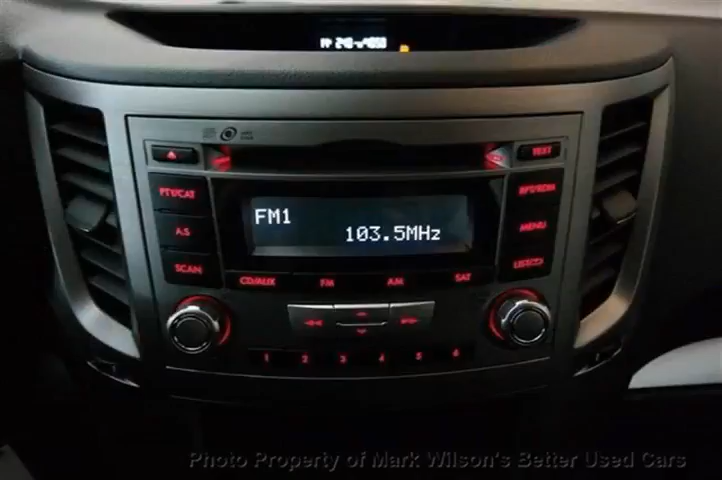 TEXT
PTY/CAT
RPT/RDM
FM1
A.S
MENU
103.5MHz
SCAN
LIST
CD/AUX FM AM SAT
1 2 3 4 5 6
Photo Property of Mark Wilson's Better Used Cars